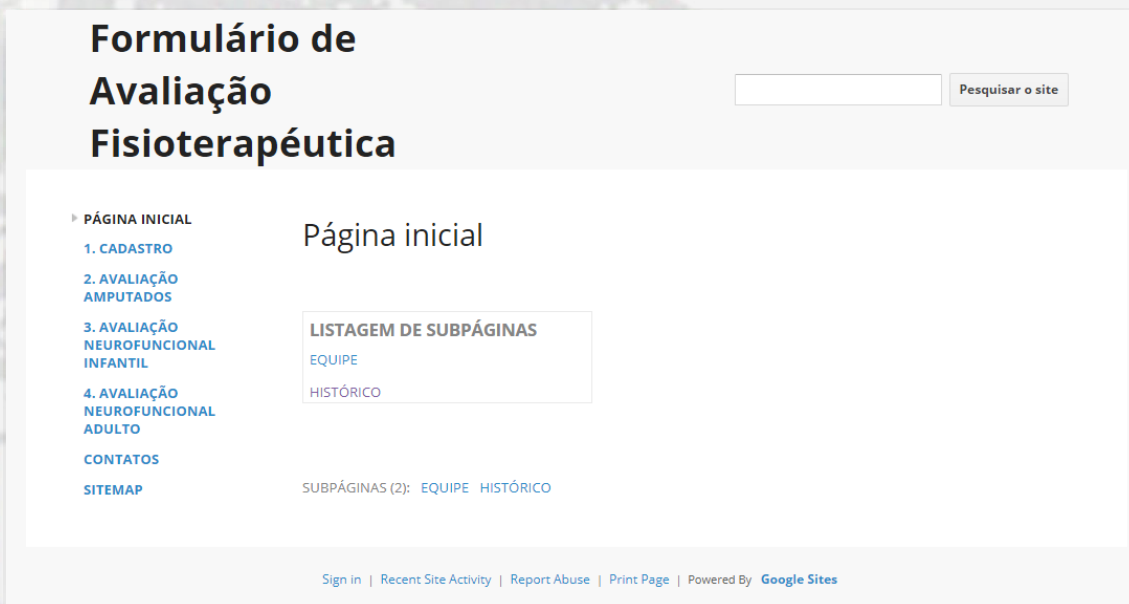 Formulário de
Avaliação
Fisioterapéutica
Pesquisar o site
PÁGINA INICIAL
1. CADASTRO
2. AVALIAÇÃO
AMPUTADOS
3. AVALIAÇÃO
NEUROFUNCIONAL
INFANTIL
4. AVALIAÇÃO
NEUROFUNCIONAL
ADULTO
CONTATOS
SITEMAP
Página inicial
LISTAGEM DE SUBPÁGINAS
EQUIPE
HISTÓRICO
SUBPÁGINAS (2): EQUIPE HISTÓRICO
Sign in | Recent Site Activity | Report Abuse | Print Page | Powered By Google Sites